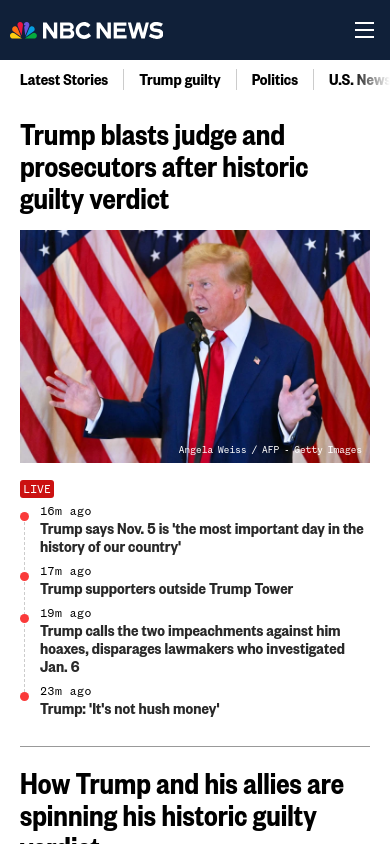 NBC NEWS
Latest Stories
Trump guilty
Politics
U.S. News
Trump blasts judge and
prosecutors after historic
guilty verdict
Angela Weiss / AFP - Getty Images
LIVE
16m ago
Trump says Nov. 5 is 'the most important day in the
history of our country'
17m ago
Trump supporters outside Trump Tower
19m ago
Trump calls the two impeachments against him
hoaxes, disparages lawmakers who investigated
Jan. 6
23m ago
Trump: 'It's not hush money'
How Trump and his allies are
spinning his historic guilty
verdict